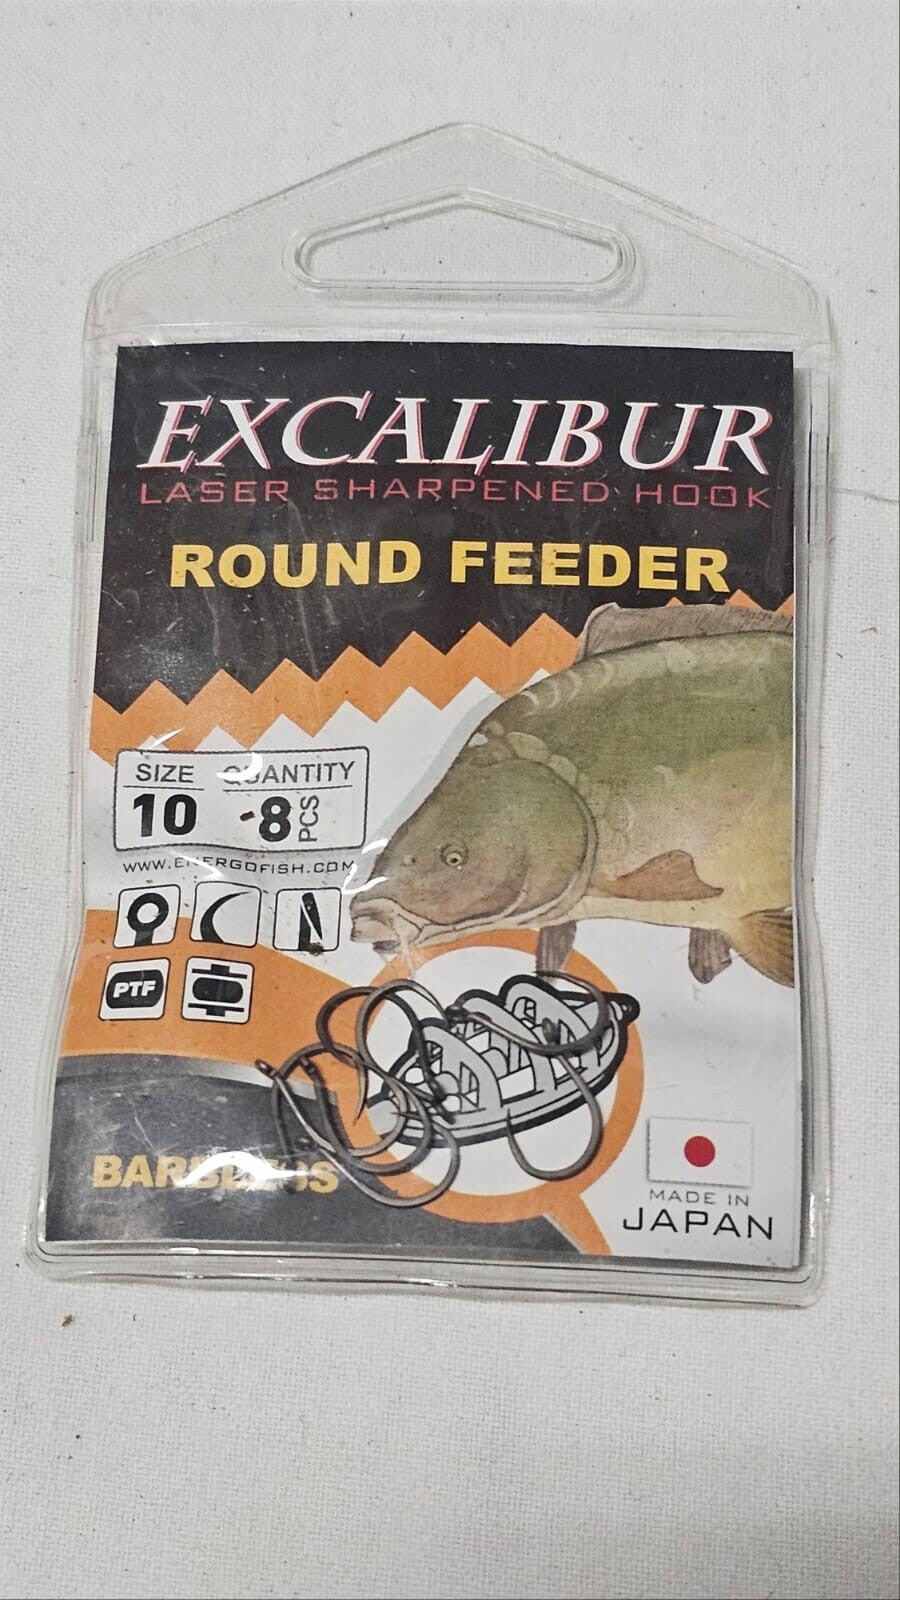 EXCALIBUR
LASER SHARPENED HOOK
ROUND FEEDER
SIZE QUANTITY
10 8 PCS
WWW.ENERGOFISH.COM
PTF
MADE IN
JAPAN